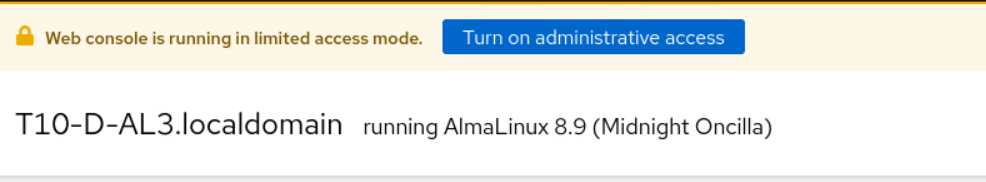 Web console is running in limited access mode. Turn on administrative access
T10-D-AL3.localdomain running AlmaLinux 8.9 (Midnight Oncilla)